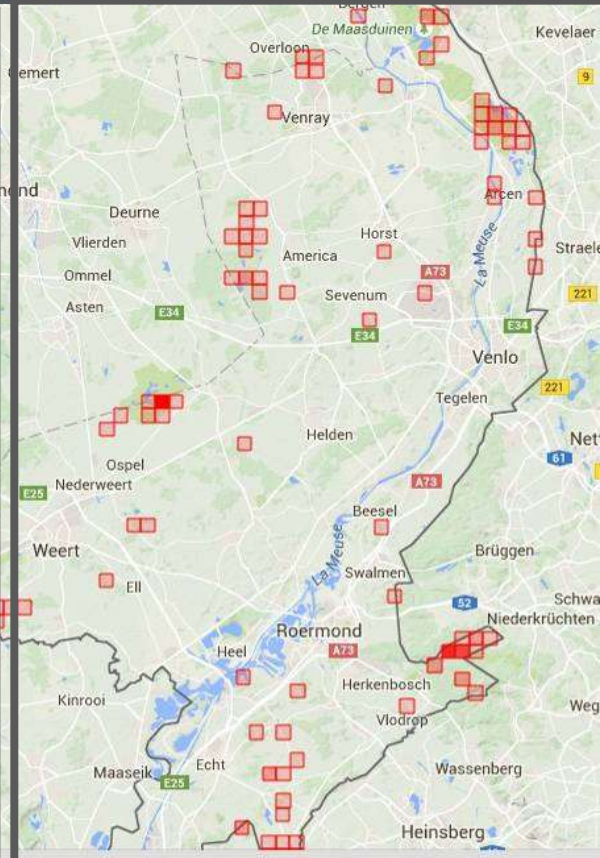 Bergen
De Maasduinen
Kevelaer
Overloon
9
Venray
Arcen
Deurne
Horst
Vlierden
America
Straele
A73
Ommel
Sevenum
221
Asten
E34
E34
E34
La Meuse
Venlo
221
Tegelen
Helden
Nett
61
Ospel
A73
Nederweert
E25
Beesel
Weert
Brüggen
La Meuse
Swalmen
Ell
52
Schwa
Niederkrüchten
Roermond
Heel
A73
Herkenbosch
Kinrooi
Vlodrop
Weg
Echt
Maaseik
Wassenberg
E25
Heinsberg